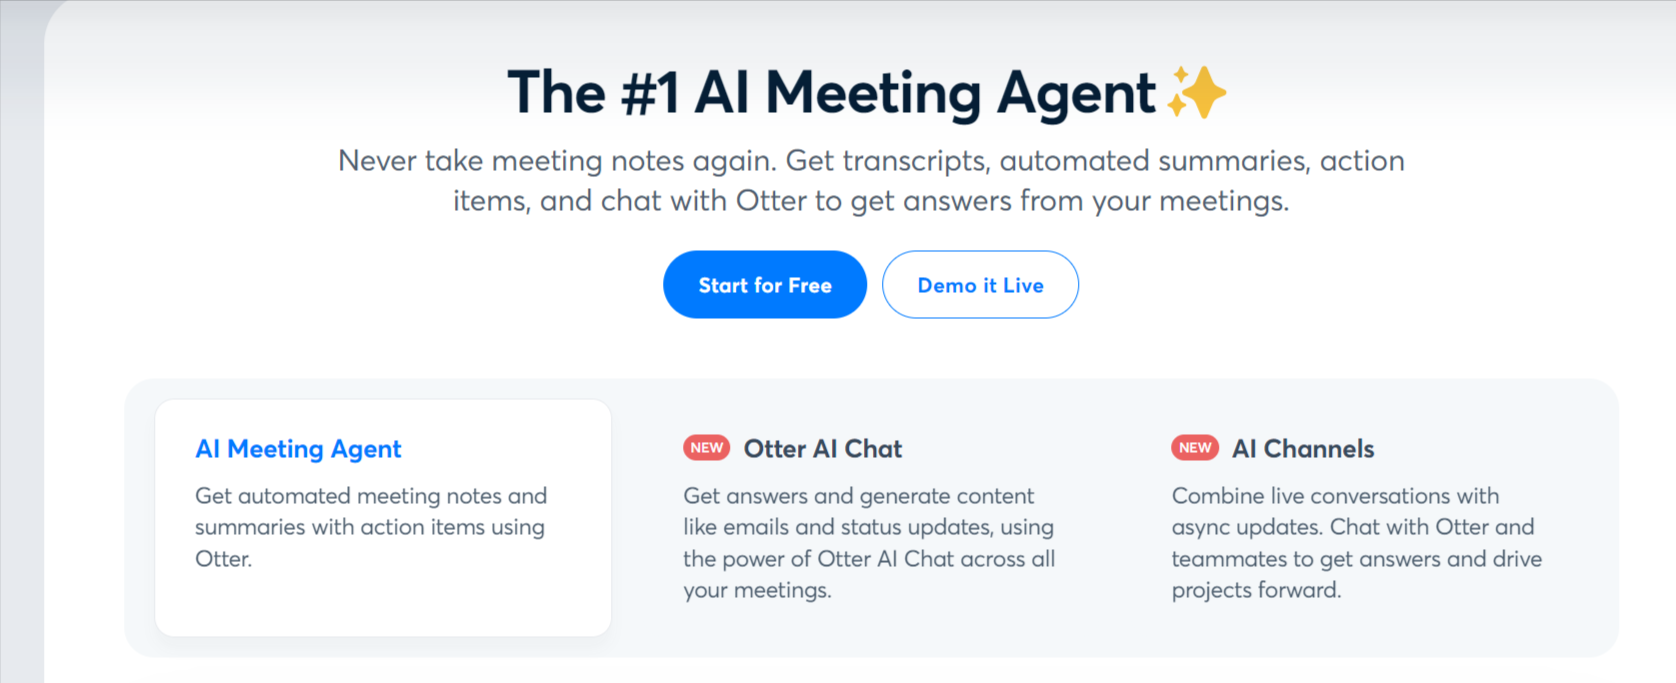 The #1 AI Meeting Agent✨
Never take meeting notes again. Get transcripts, automated summaries, action
items, and chat with Otter to get answers from your meetings.
Start for Free
Demo it Live
AI Meeting Agent
Get automated meeting notes and
summaries with action items using
Otter.
NEW Otter AI Chat
Get answers and generate content
like emails and status updates, using
the power of Otter AI Chat across all
your meetings.
NEW AI Channels
Combine live conversations with
async updates. Chat with Otter and
teammates to get answers and drive
projects forward.